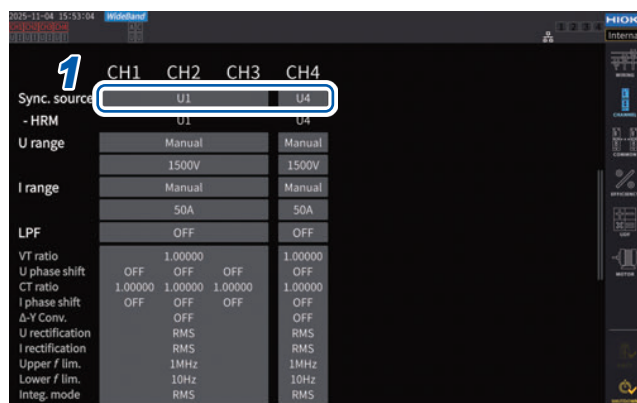 2025-11-04 15:53:04 WideBand
HIOK
Interna
1
CH1 CH2 CH3 CH4
WIRING
Sync. source U1 U4
CHANNEL
- HRM U1 U4
U range Manual Manual
COMMON
1500V 1500V
I range Manual Manual
EFFICIENCY
50A 50A
LPF OFF OFF
UDF
VT ratio 1.00000 1.00000
U phase shift OFF OFF OFF OFF
CT ratio 1.00000 1.00000 1.00000 1.00000
MOTOR
I phase shift OFF OFF OFF OFF
Δ-Y Conv. OFF OFF
U rectification RMS RMS
I rectification RMS RMS
Upper f lim. 1MHz 1MHz
Lower f lim. 10Hz 10Hz
Integ. mode RMS RMS